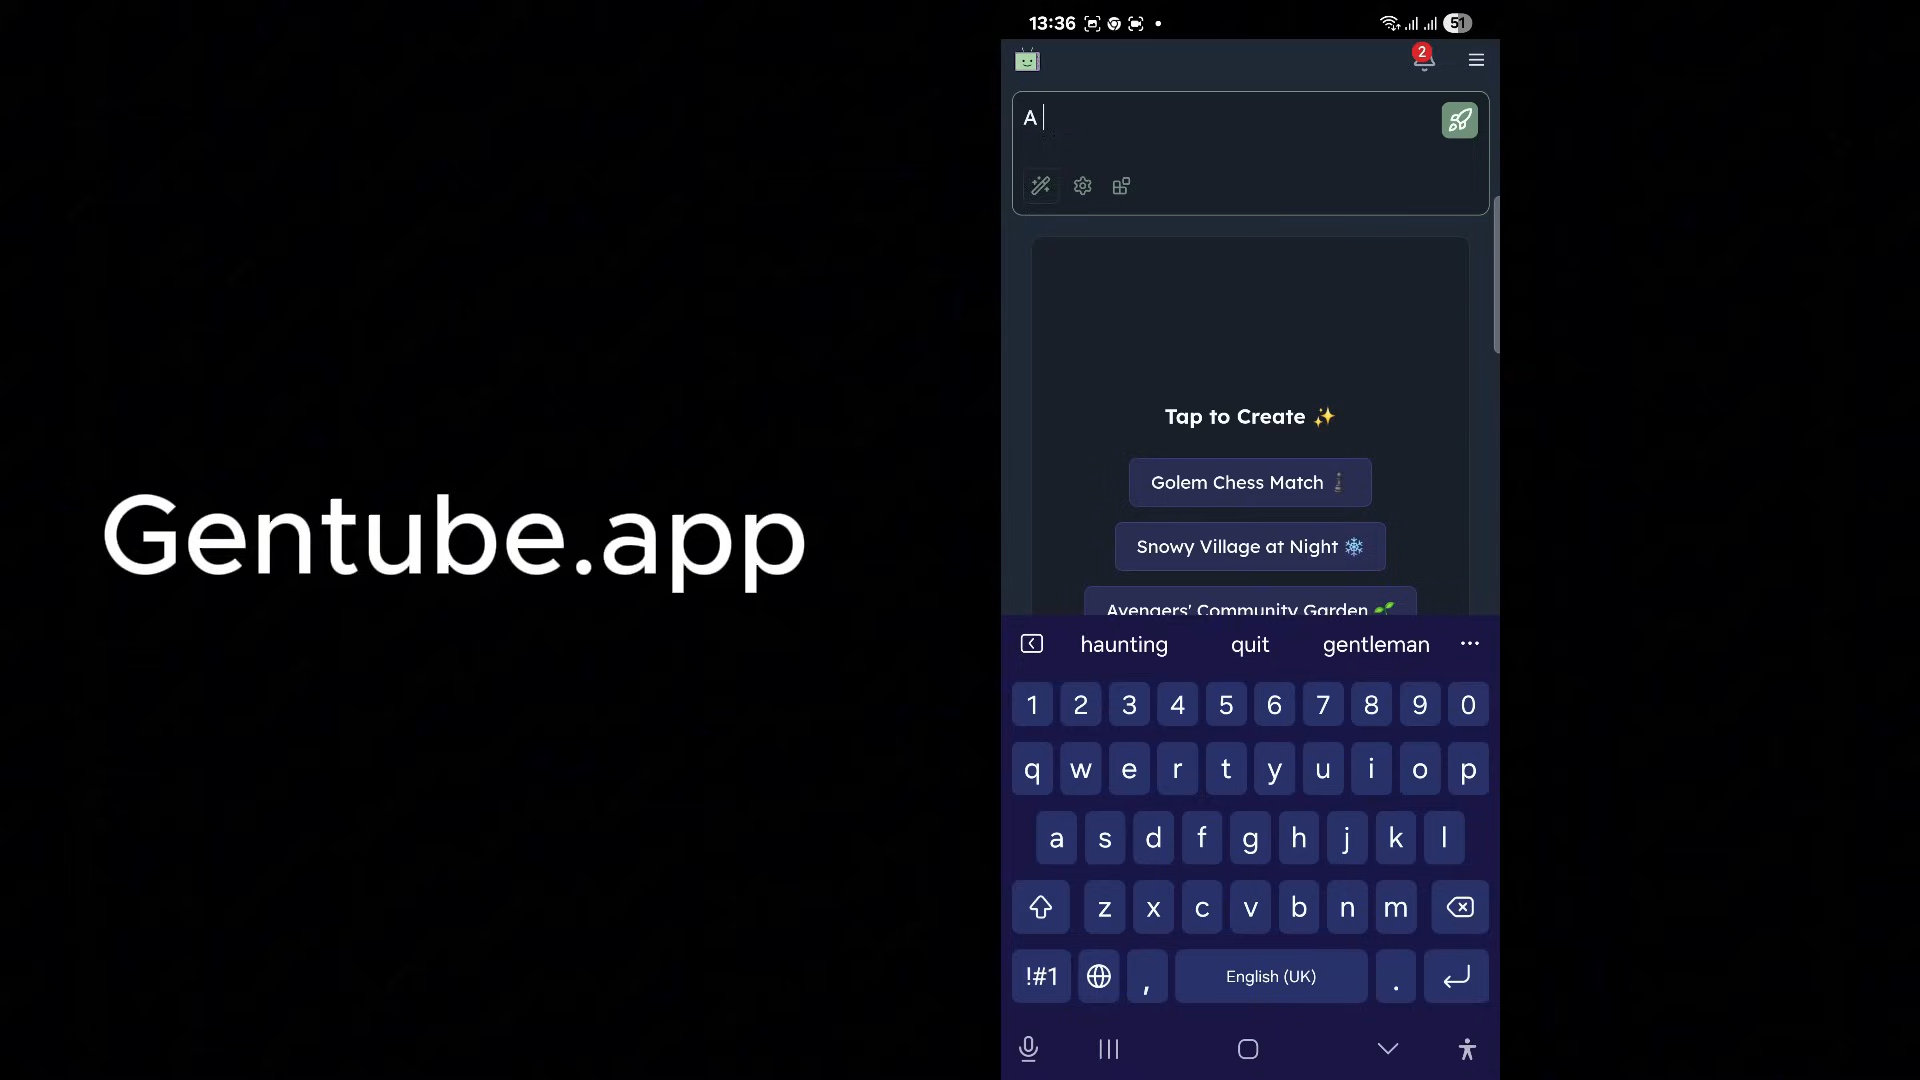 13:36
51
2
A
Gentube.app
Tap to Create ✨
Golem Chess Match
Snowy Village at Night ❄️
Avengers' Community Garden 🌱
haunting quit gentleman
1 2 3 4 5 6 7 8 9 0
q w e r t y u i o p
a s d f g h j k l
z x c v b n m
!#1 , English (UK) .